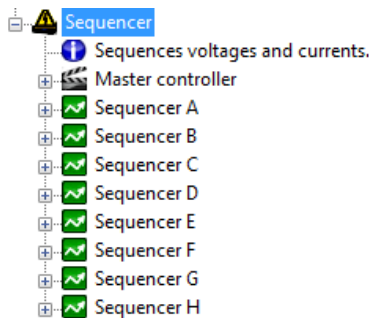 Sequencer
Sequences voltages and currents.
Master controller
Sequencer A
Sequencer B
Sequencer C
Sequencer D
Sequencer E
Sequencer F
Sequencer G
Sequencer H